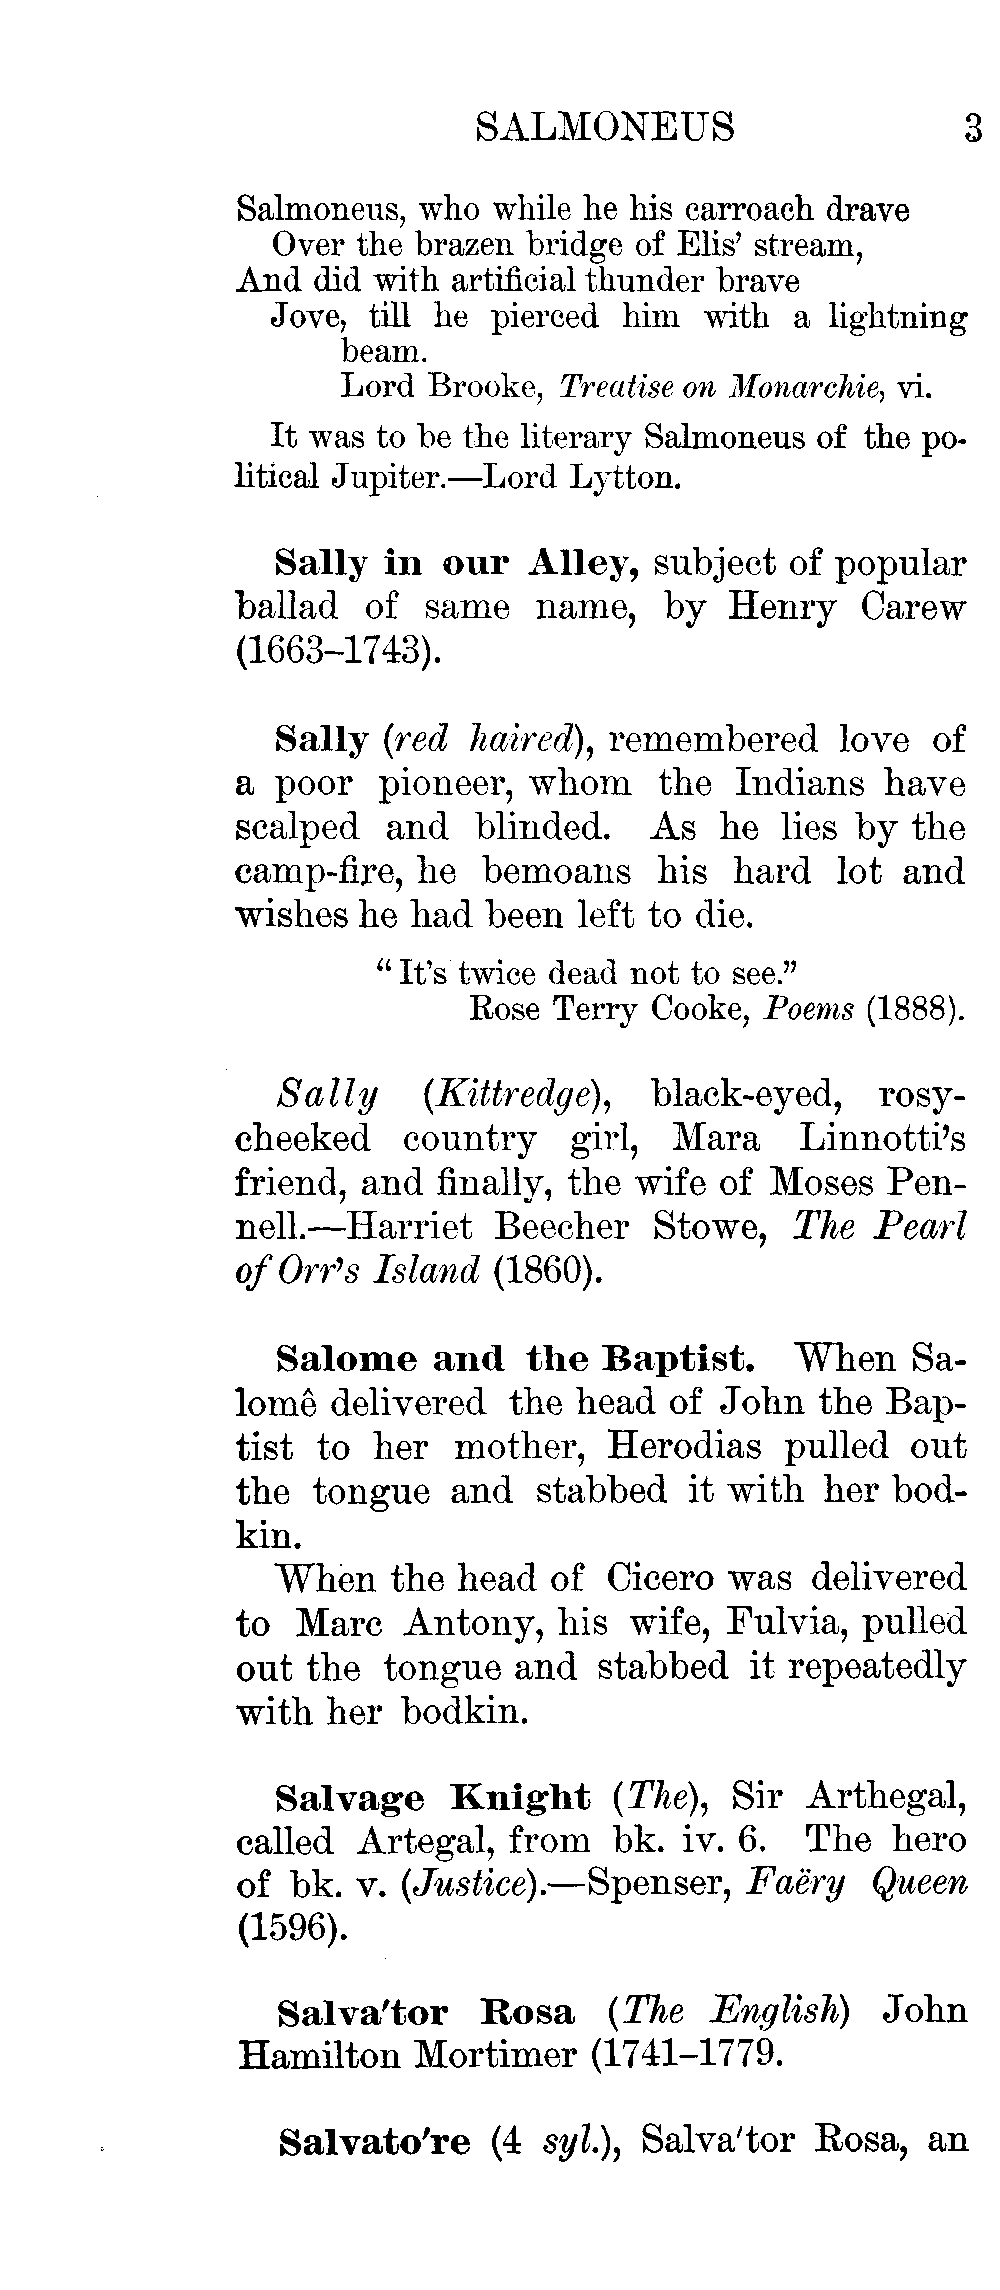 SALMONEUS 3
Salmoneus, who while he his carroach drave
Over the brazen bridge of Elis' stream,
And did with artificial thunder brave
Jove, till he pierced him with a lightning
beam.
Lord Brooke, Treatise on Monarchie, vi.
It was to be the literary Salmoneus of the po-
litical Jupiter.—Lord Lytton.
Sally in our Alley, subject of popular
ballad of same name, by Henry Carew
(1663–1743).
Sally (red haired), remembered love of
a poor pioneer, whom the Indians have
scalped and blinded. As he lies by the
camp-fire, he bemoans his hard lot and
wishes he had been left to die.
"It's twice dead not to see."
Rose Terry Cooke, Poems (1888).
Sally (Kittredge), black-eyed, rosy-
cheeked country girl, Mara Linnotti's
friend, and finally, the wife of Moses Pen-
nell.—Harriet Beecher Stowe, The Pearl
of Orr's Island (1860).
Salome and the Baptist. When Sa-
lomê delivered the head of John the Bap-
tist to her mother, Herodias pulled out
the tongue and stabbed it with her bod-
kin.
When the head of Cicero was delivered
to Marc Antony, his wife, Fulvia, pulled
out the tongue and stabbed it repeatedly
with her bodkin.
Salvage Knight (The), Sir Arthegal,
called Artegal, from bk. iv. 6. The hero
of bk. v. (Justice).—Spenser, Faëry Queen
(1596).
Salva'tor Rosa (The English) John
Hamilton Mortimer (1741–1779.
Salvato're (4 syl.), Salva'tor Rosa, an